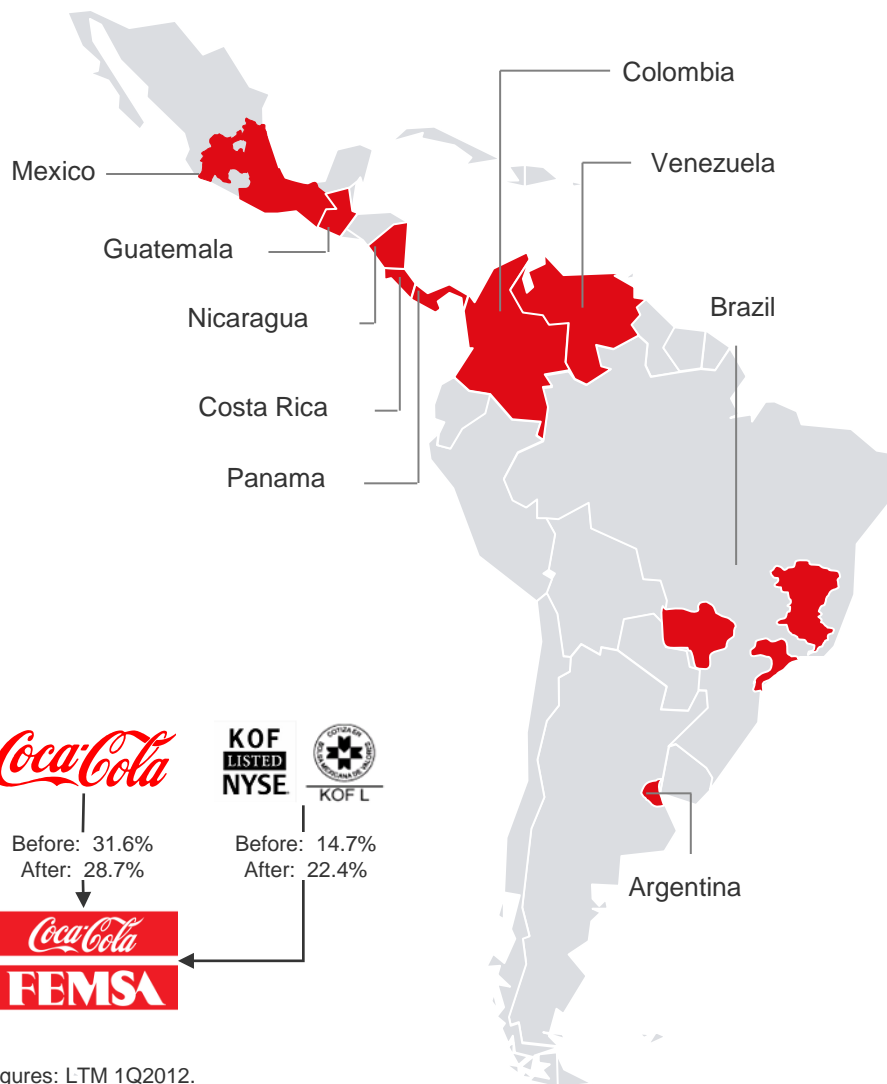 Colombia
Mexico
Venezuela
Guatemala
Brazil
Nicaragua
Costa Rica
Panama
Coca-Cola
KOF
LISTED
NYSE
COTIZA EN
BOLSA MEXICANA DE VALORES
KOF L
Before: 31.6%
After: 28.7%
Before: 14.7%
After: 22.4%
Argentina
Coca-Cola
FEMSA
gures: LTM 1Q2012.